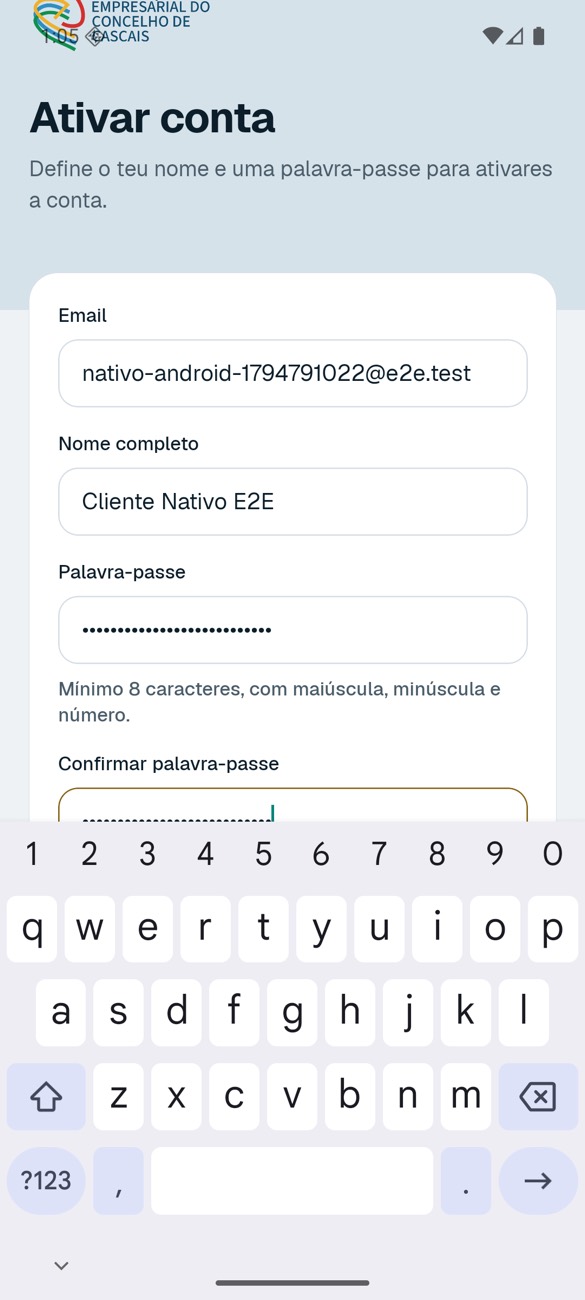 EMPRESARIAL DO
CONCELHO DE
CASCAIS
1:05
Ativar conta
Define o teu nome e uma palavra-passe para ativares
a conta.
Email
nativo-android-1794791022@e2e.test
Nome completo
Cliente Nativo E2E
Palavra-passe
•••••••••••••••••••••••••••
Mínimo 8 caracteres, com maiúscula, minúscula e
número.
Confirmar palavra-passe
•••••••••••••••••••••••••••
1 2 3 4 5 6 7 8 9 0
q w e r t y u i o p
a s d f g h j k l
z x c v b n m
?123 , .